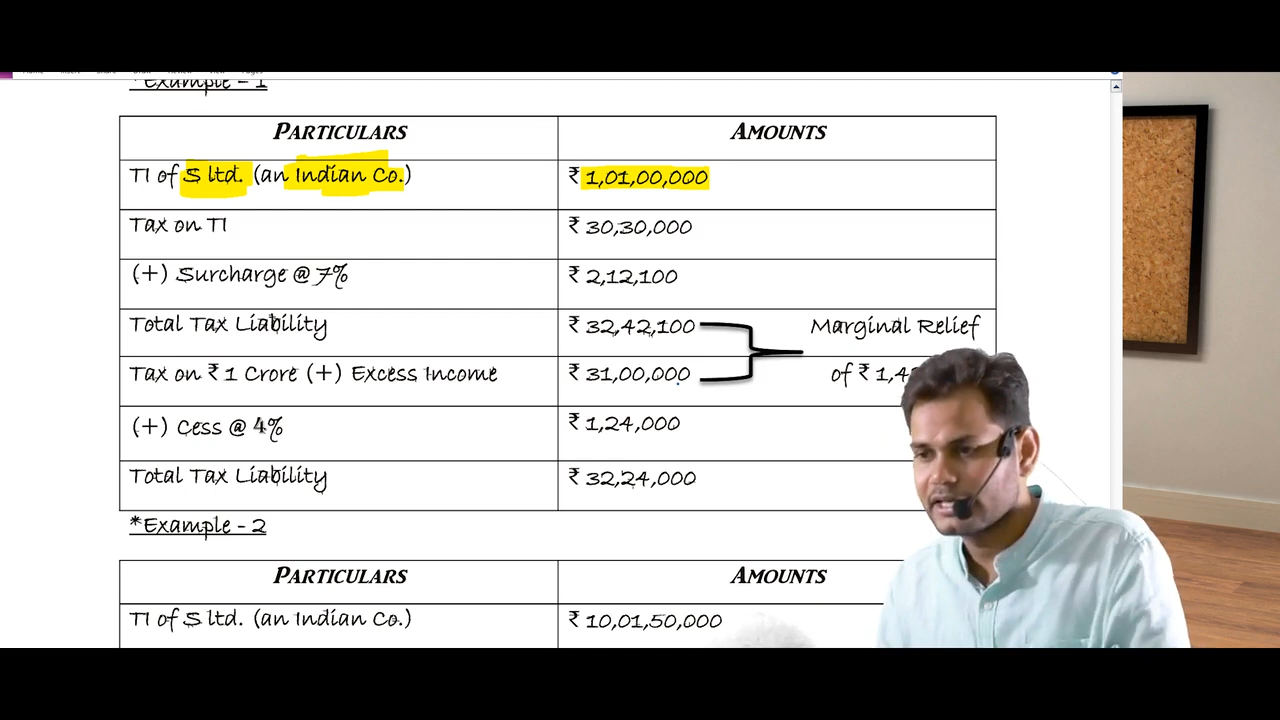 *Example - 1
PARTICULARS AMOUNTS
TI of S ltd. (an Indian Co.) ₹ 1,01,00,000
Tax on TI ₹ 30,30,000
(+) Surcharge @ 7% ₹ 2,12,100
Total Tax Liability ₹ 32,42,100 Marginal Relief
Tax on ₹ 1 Crore (+) Excess Income ₹ 31,00,000 of ₹ 1,4
(+) Cess @ 4% ₹ 1,24,000
Total Tax Liability ₹ 32,24,000
*Example - 2
PARTICULARS AMOUNTS
TI of S ltd. (an Indian Co.) ₹ 10,01,50,000